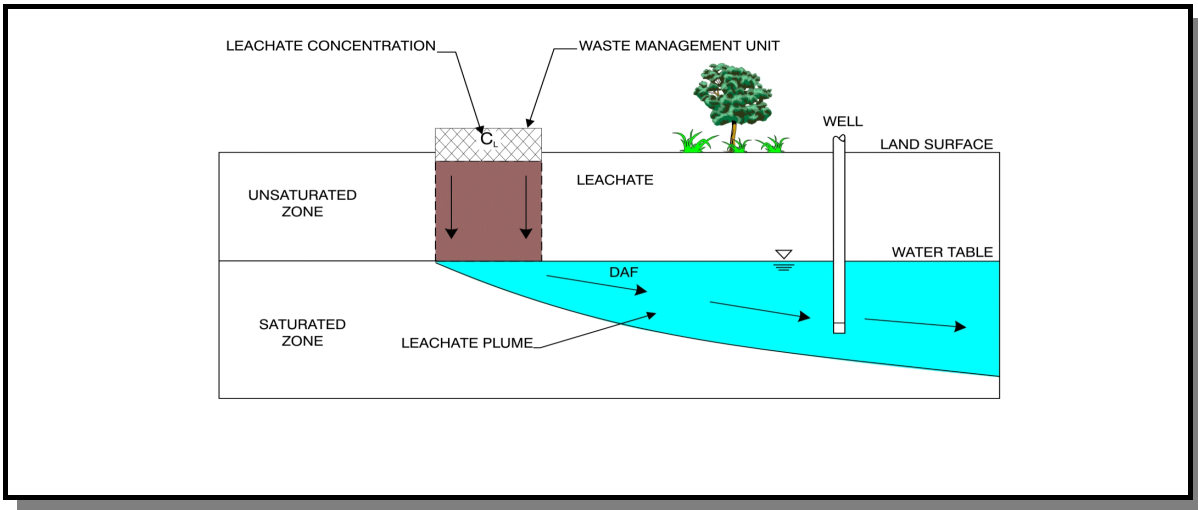 LEACHATE CONCENTRATION
WASTE MANAGEMENT UNIT
CL
WELL
LAND SURFACE
LEACHATE
UNSATURATED
ZONE
WATER TABLE
DAF
SATURATED
ZONE
LEACHATE PLUME